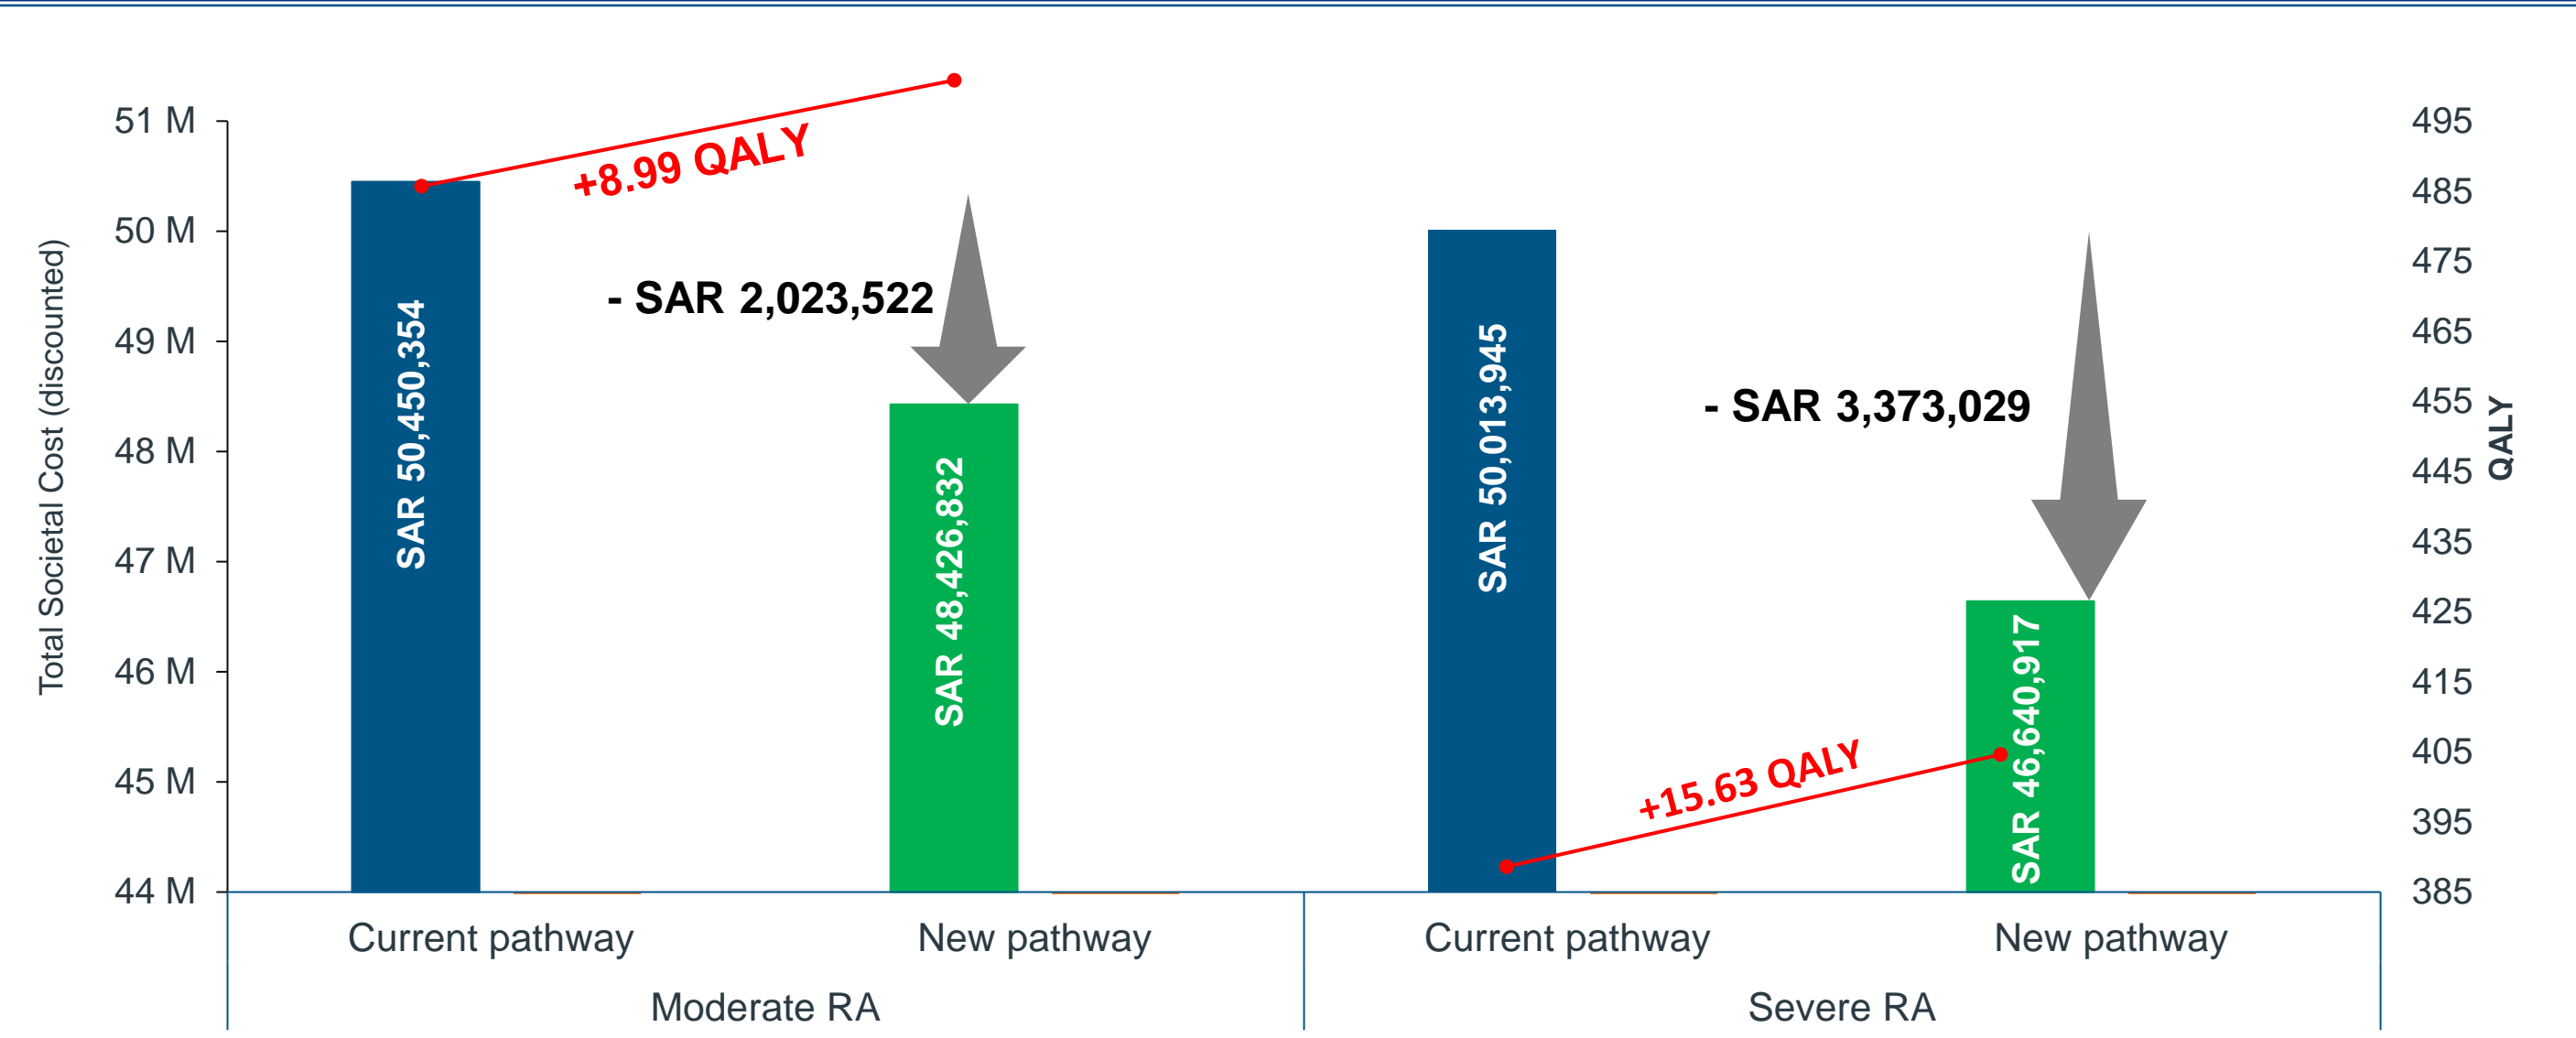 Total Societal Cost (discounted)
51 M
50 M
49 M
48 M
47 M
46 M
45 M
44 M
SAR 50,450,354
+8.99 QALY
- SAR 2,023,522
SAR 48,426,832
SAR 50,013,945
- SAR 3,373,029
+15.63 QALY
SAR 46,640,917
495
485
475
465
455
445
435
425
415
405
395
385
QALY
Current pathway
New pathway
Current pathway
New pathway
Moderate RA
Severe RA